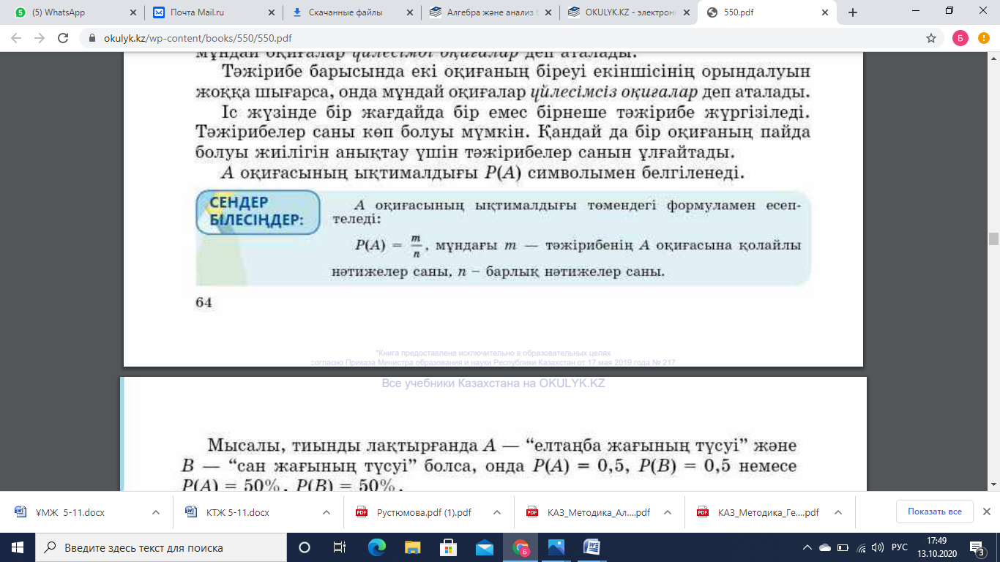 (5) WhatsApp
Почта Mail.ru
Скачанные файлы
Алгебра және анализ б
OKULYK.KZ - электронн
550.pdf
okulyk.kz/wp-content/books/550/550.pdf
Б
мұндай оқиғалар үйлесімді оқиғалар деп аталады.
Тәжірибе барысында екі оқиғаның біреуі екіншісінің орындалуын
жоққа шығарса, онда мұндай оқиғалар үйлесімсіз оқиғалар деп аталады.
Іс жүзінде бір жағдайда бір емес бірнеше тәжірибе жүргізіледі.
Тәжірибелер саны көп болуы мүмкін. Қандай да бір оқиғаның пайда
болуы жиілігін анықтау үшін тәжірибелер санын ұлғайтады.
A оқиғасының ықтималдығы P(A) символымен белгіленеді.
СЕНДЕР
БІЛЕСІҢДЕР:
A оқиғасының ықтималдығы төмендегі формуламен есеп-
теледі:
P(A) = m/n, мұндағы m — тәжірибенің A оқиғасына қолайлы
нәтижелер саны, n – барлық нәтижелер саны.
64
*Книга предоставлена исключительно в образовательных целях
согласно Приказа Министра образования и науки Республики Казахстан от 17 мая 2019 года № 217
Все учебники Казахстана на OKULYK.KZ
Мысалы, тиынды лақтырғанда A — “елтаңба жағының түсуі” және
B — “сан жағының түсуі” болса, онда P(A) = 0,5, P(B) = 0,5 немесе
P(A) = 50%, P(B) = 50%.
ҰМЖ 5-11.docx
КТЖ 5-11.docx
Рустюмова.pdf (1).pdf
КАЗ_Методика_Ал....pdf
КАЗ_Методика_Ге....pdf
Показать все
Введите здесь текст для поиска
РУС
17:49
13.10.2020
3